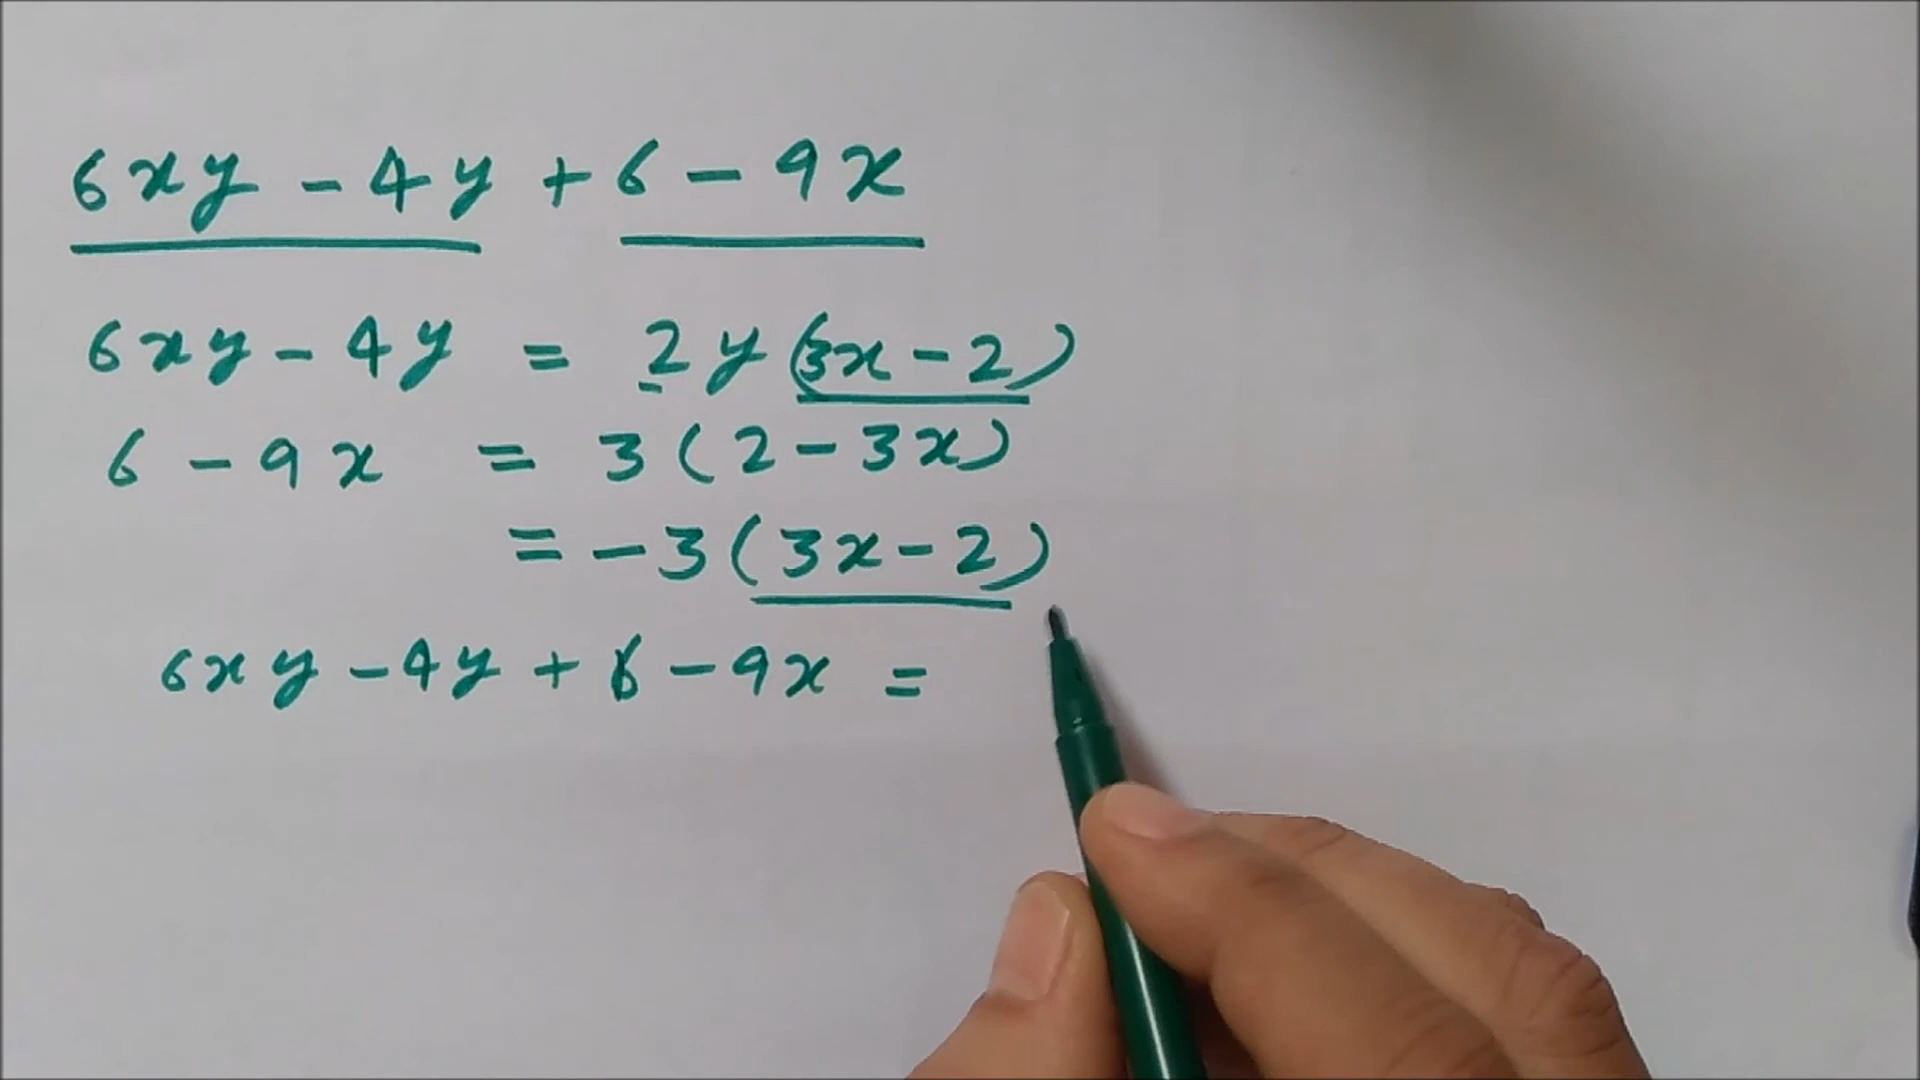 6xy - 4y + 6 - 9x
6xy - 4y = 2y(3x - 2)
6 - 9x = 3(2 - 3x)
= -3(3x - 2)
6xy - 4y + 6 - 9x =